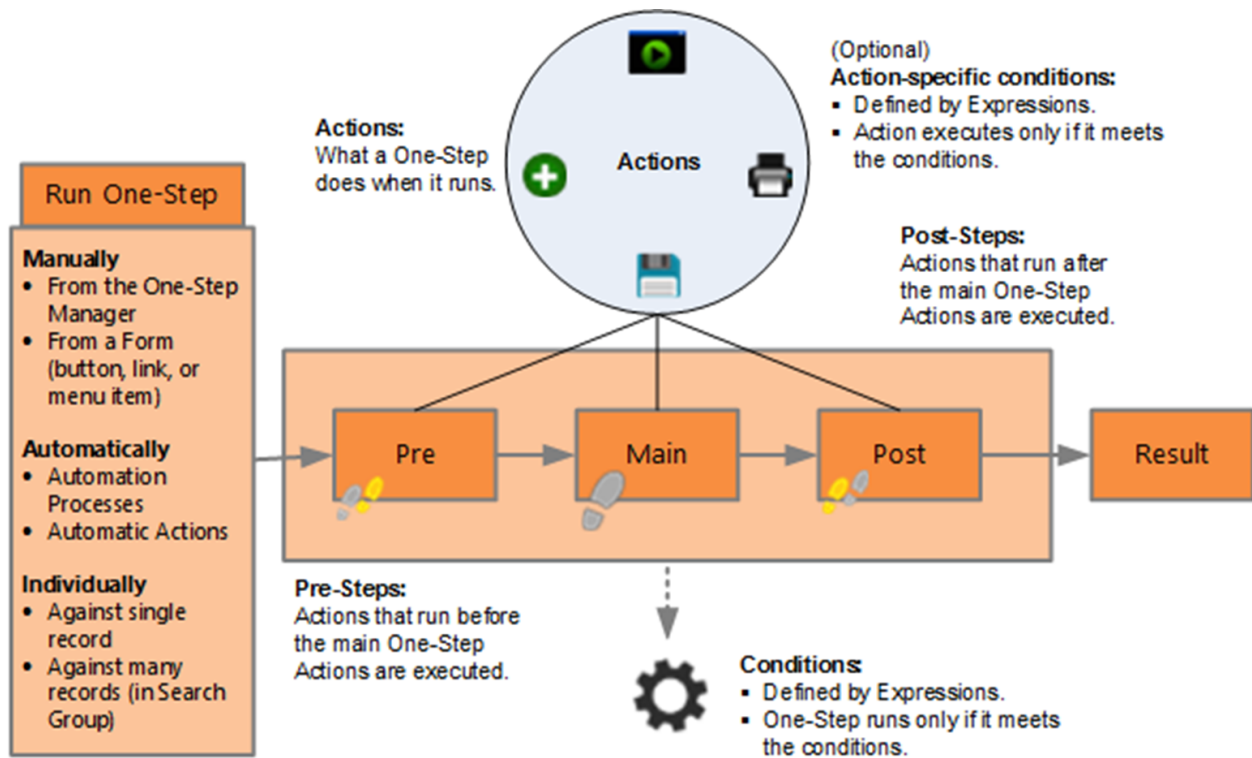 Run One-Step
Manually
• From the One-Step
Manager
• From a Form
(button, link, or
menu item)
Automatically
• Automation
Processes
• Automatic Actions
Individually
• Against single
record
• Against many
records (in Search
Group)
Actions:
What a One-Step
does when it runs.
Actions
(Optional)
Action-specific conditions:
▪ Defined by Expressions.
▪ Action executes only if it meets
the conditions.
Post-Steps:
Actions that run after
the main One-Step
Actions are executed.
Pre
Main
Post
Result
Pre-Steps:
Actions that run before
the main One-Step
Actions are executed.
Conditions:
▪ Defined by Expressions.
▪ One-Step runs only if it meets
the conditions.